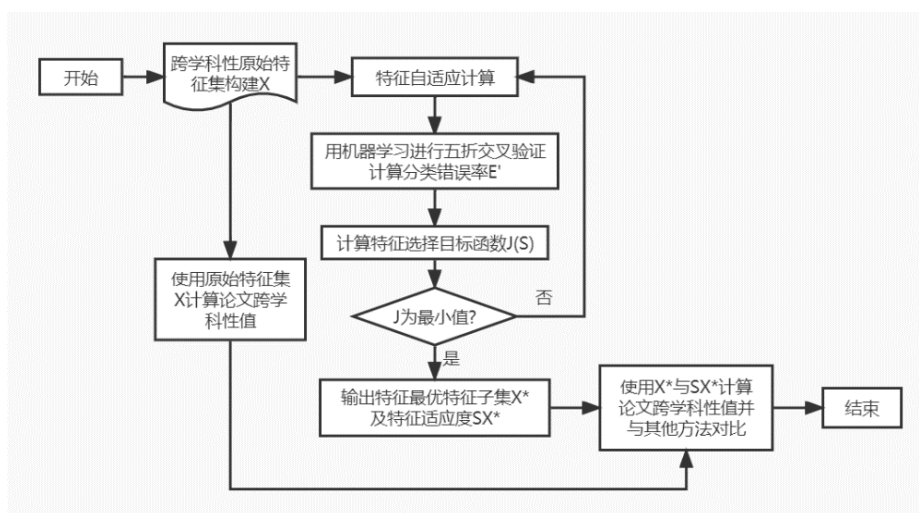 开始
跨学科性原始特
征集构建X
特征自适应计算
用机器学习进行五折交叉验证
计算分类错误率E'
计算特征选择目标函数J(S)
使用原始特征集
X计算论文跨学
科性值
J为最小值?
否
是
输出特征最优特征子集X*
及特征适应度SX*
使用X*与SX*计算
论文跨学科性值并
与其他方法对比
结束